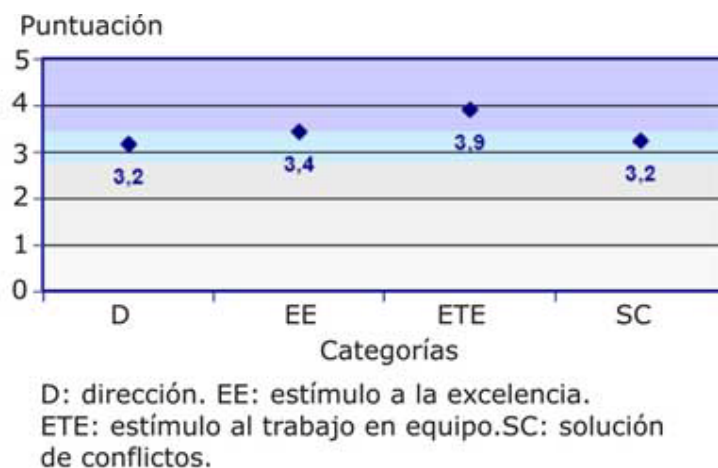 Puntuación
5
4
3
2
1
0
3,2
3,4
3,9
3,2
D EE ETE SC
Categorías
D: dirección. EE: estímulo a la excelencia.
ETE: estímulo al trabajo en equipo.SC: solución
de conflictos.